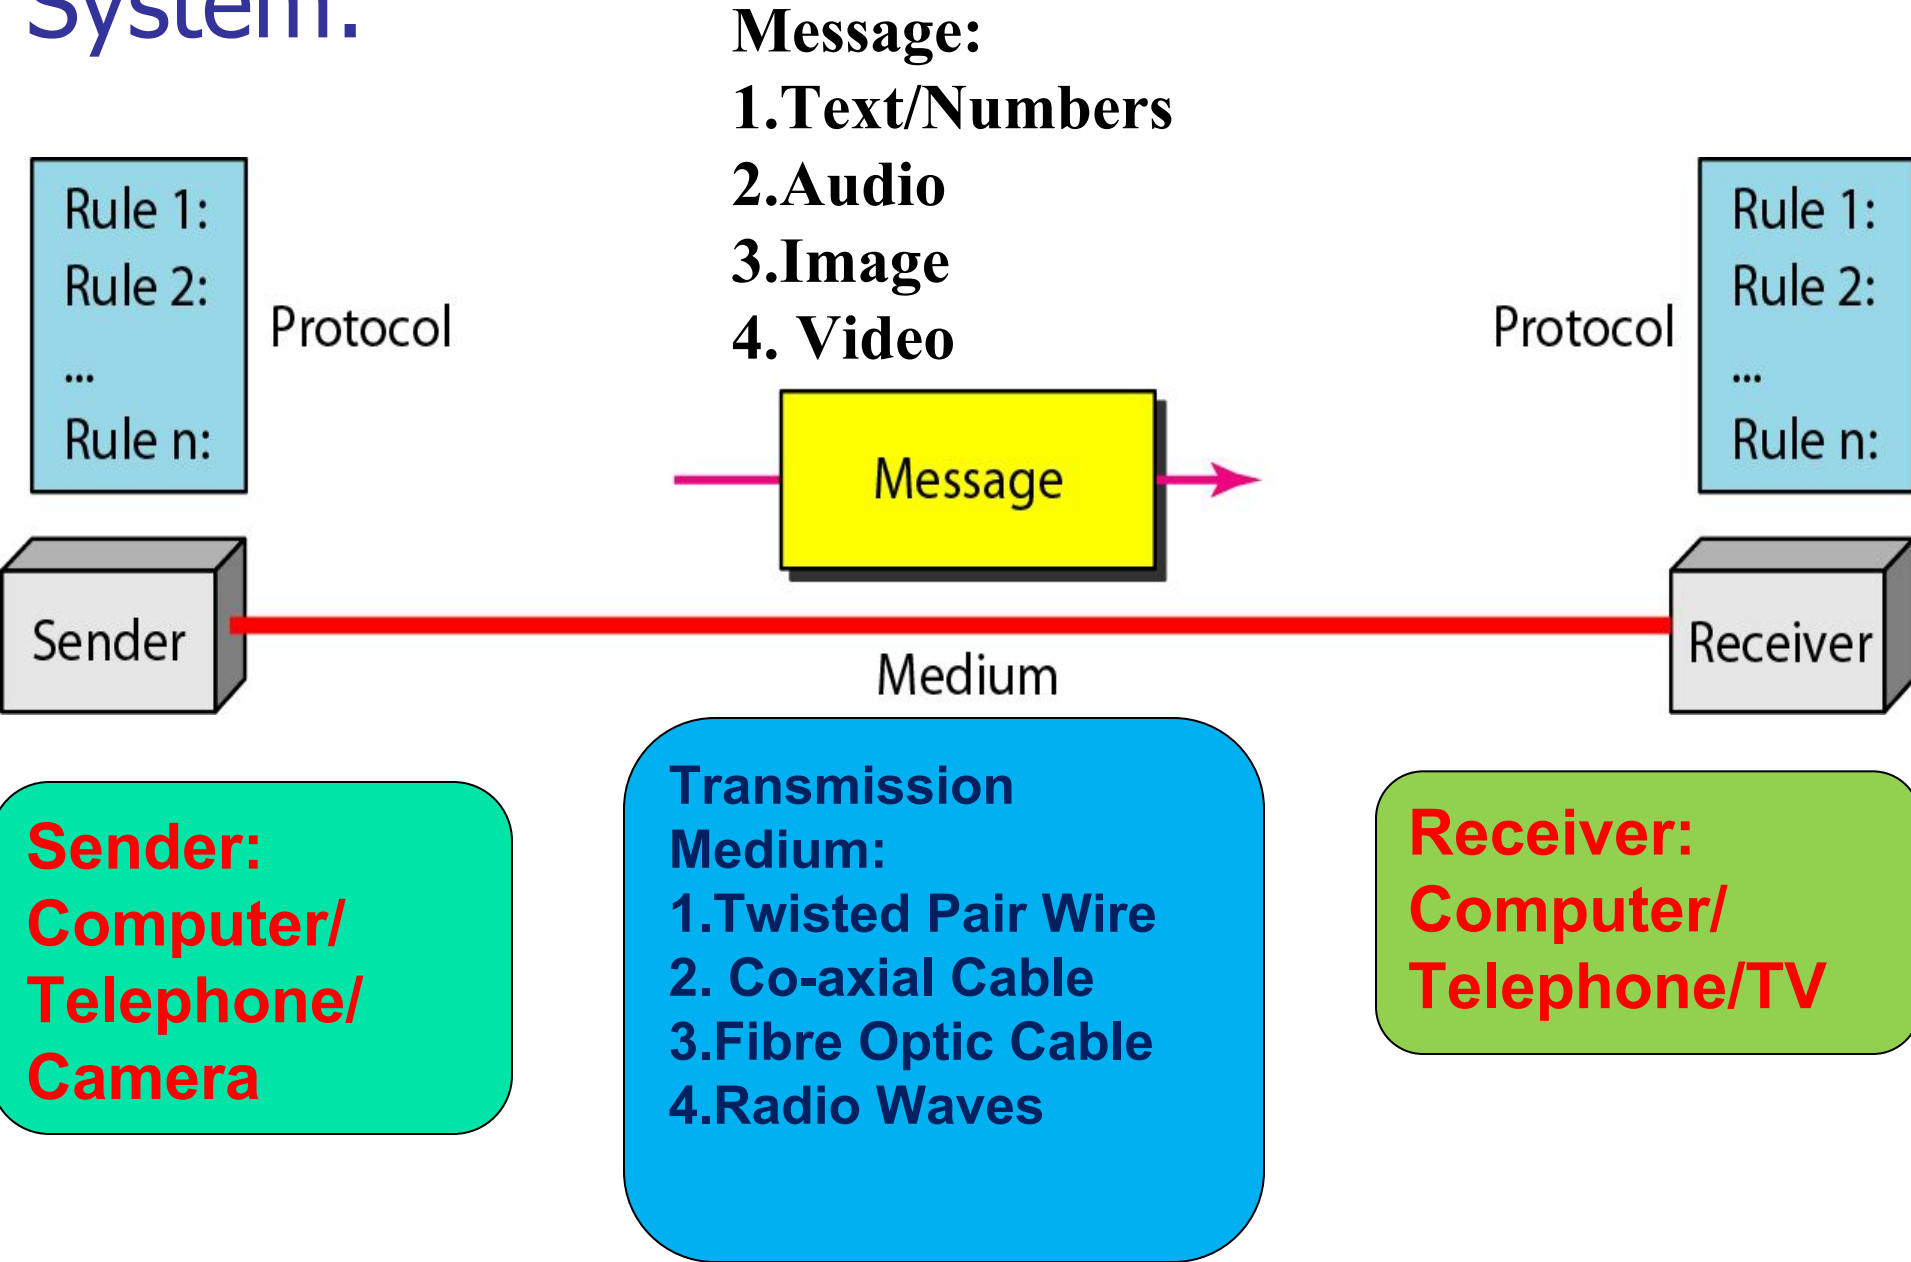 System:
Message:
1.Text/Numbers
2.Audio
3.Image
4. Video
Rule 1:
Rule 2:
...
Rule n:
Protocol
Message
Protocol
Rule 1:
Rule 2:
...
Rule n:
Sender
Medium
Receiver
Sender:
Computer/
Telephone/
Camera
Transmission
Medium:
1.Twisted Pair Wire
2. Co-axial Cable
3.Fibre Optic Cable
4.Radio Waves
Receiver:
Computer/
Telephone/TV